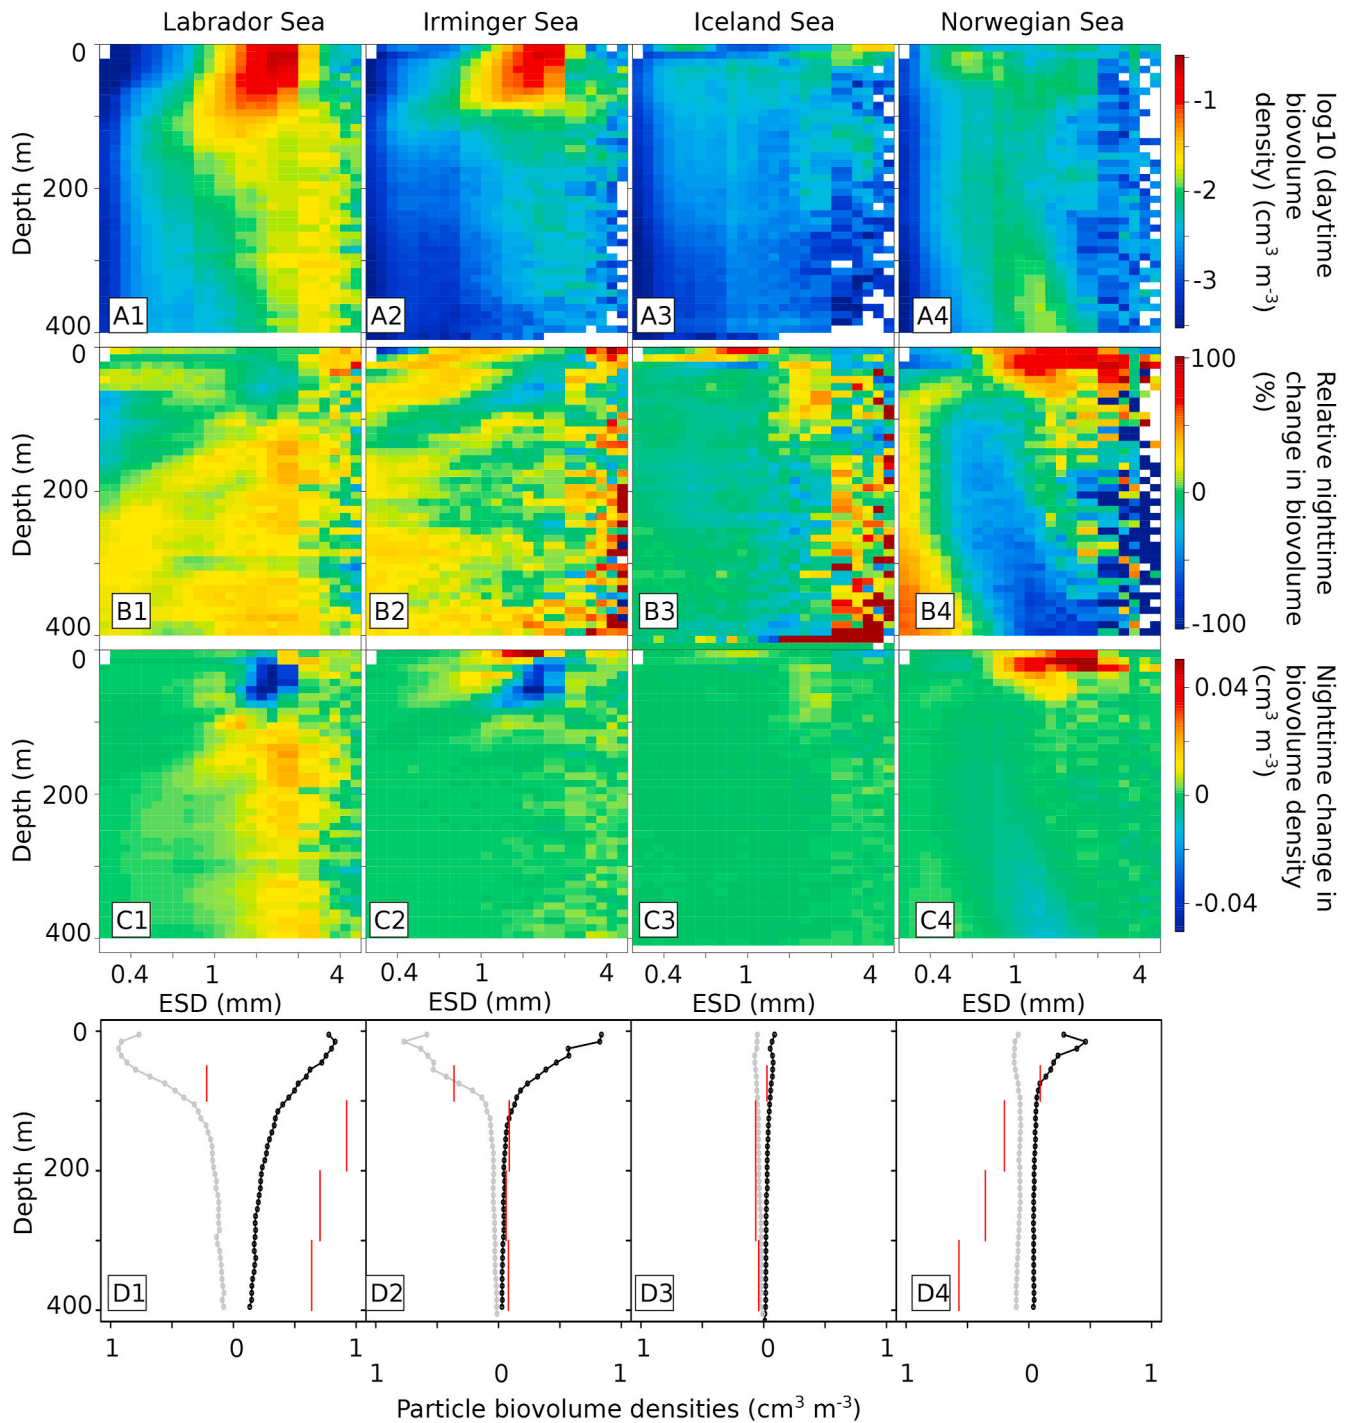 Labrador Sea Irminger Sea Iceland Sea Norwegian Sea
0
200
400
Depth (m)
A1 A2 A3 A4
-1
-2
-3
log10 (daytime
biovolume
density) (cm³ m⁻³)
0
200
400
Depth (m)
B1 B2 B3 B4
100
0
-100
Relative nighttime
change in biovolume
(%)
0
200
400
Depth (m)
C1 C2 C3 C4
0.04
0
-0.04
Nighttime change in
biovolume density
(cm³ m⁻³)
0.4 1 4 0.4 1 4 0.4 1 4 0.4 1 4
ESD (mm) ESD (mm) ESD (mm) ESD (mm)
0
200
400
Depth (m)
D1 D2 D3 D4
1 0 1 1 0
1 0 1 1 0 1
Particle biovolume densities (cm³ m⁻³)